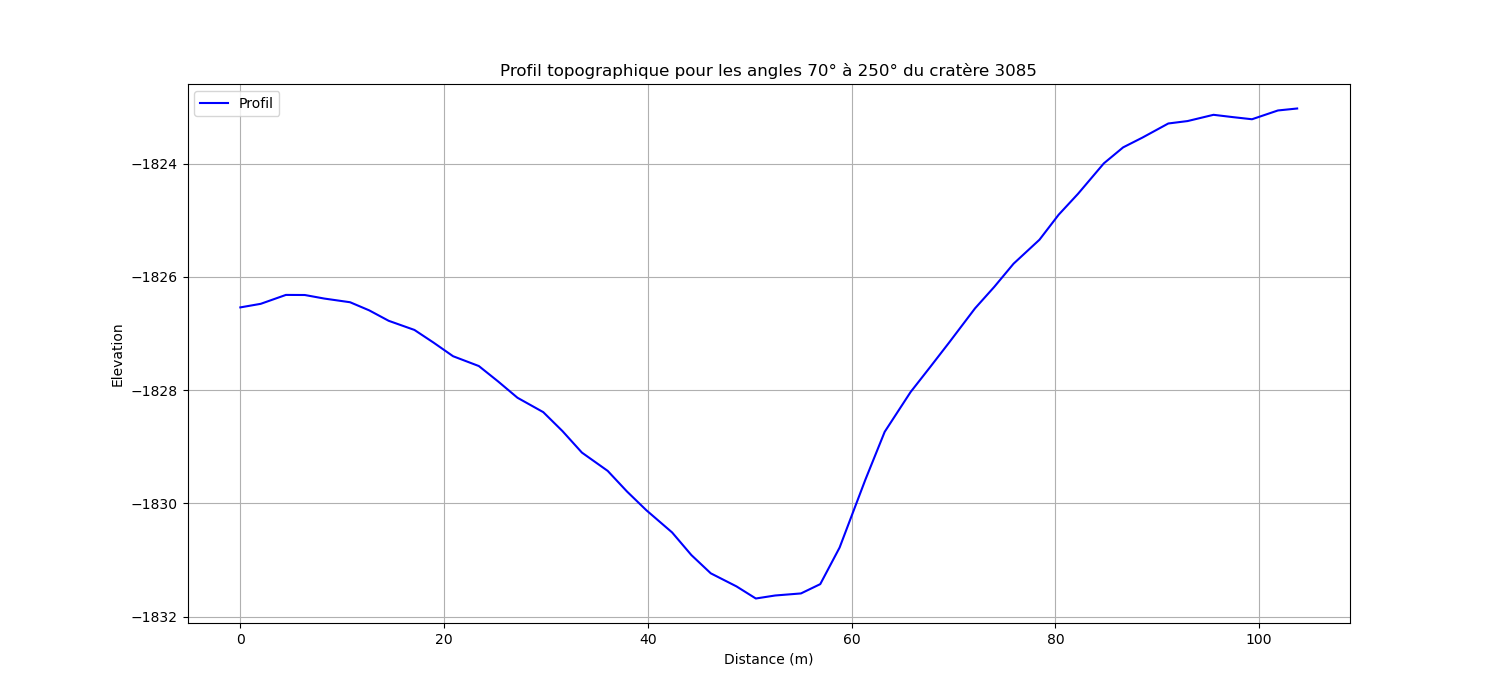 Profil topographique pour les angles 70° à 250° du cratère 3085
Profil
−1824
−1826
−1828
−1830
−1832
Elevation
0 20 40 60 80 100
Distance (m)